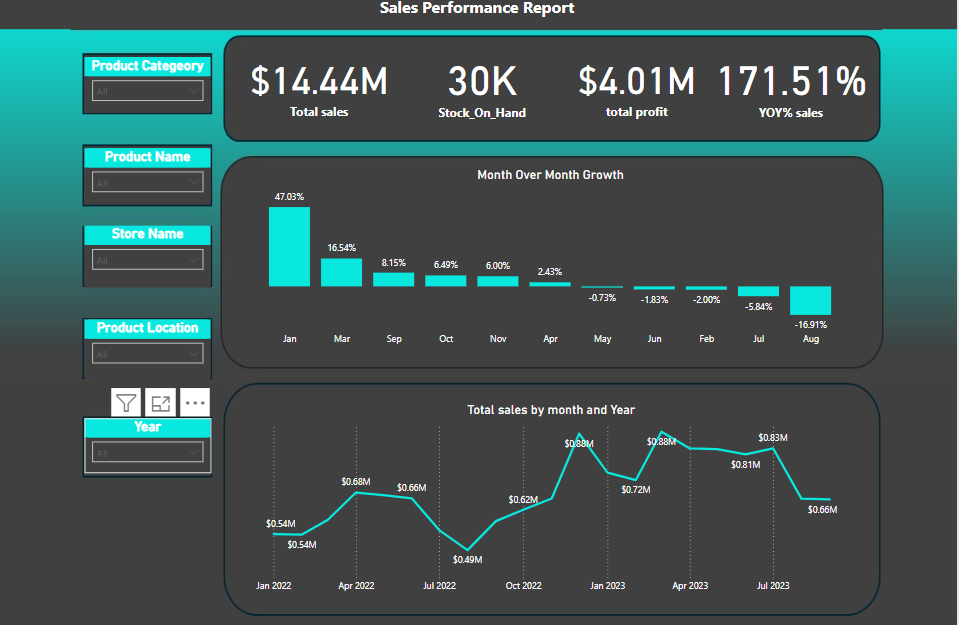 Sales Performance Report
Product Categeory
All
Product Name
All
Store Name
All
Product Location
All
Year
All
$14.44M
Total sales
30K
Stock_On_Hand
$4.01M
total profit
171.51%
YOY% sales
Month Over Month Growth
47.03%
16.54%
8.15%
6.49%
6.00%
2.43%
-0.73%
-1.83%
-2.00%
-5.84%
-16.91%
Jan Mar Sep Oct Nov Apr May Jun Feb Jul Aug
Total sales by month and Year
$0.54M
$0.54M
$0.68M
$0.66M
$0.49M
$0.62M
$0.88M
$0.72M
$0.88M
$0.81M
$0.83M
$0.66M
Jan 2022 Apr 2022 Jul 2022 Oct 2022 Jan 2023 Apr 2023 Jul 2023